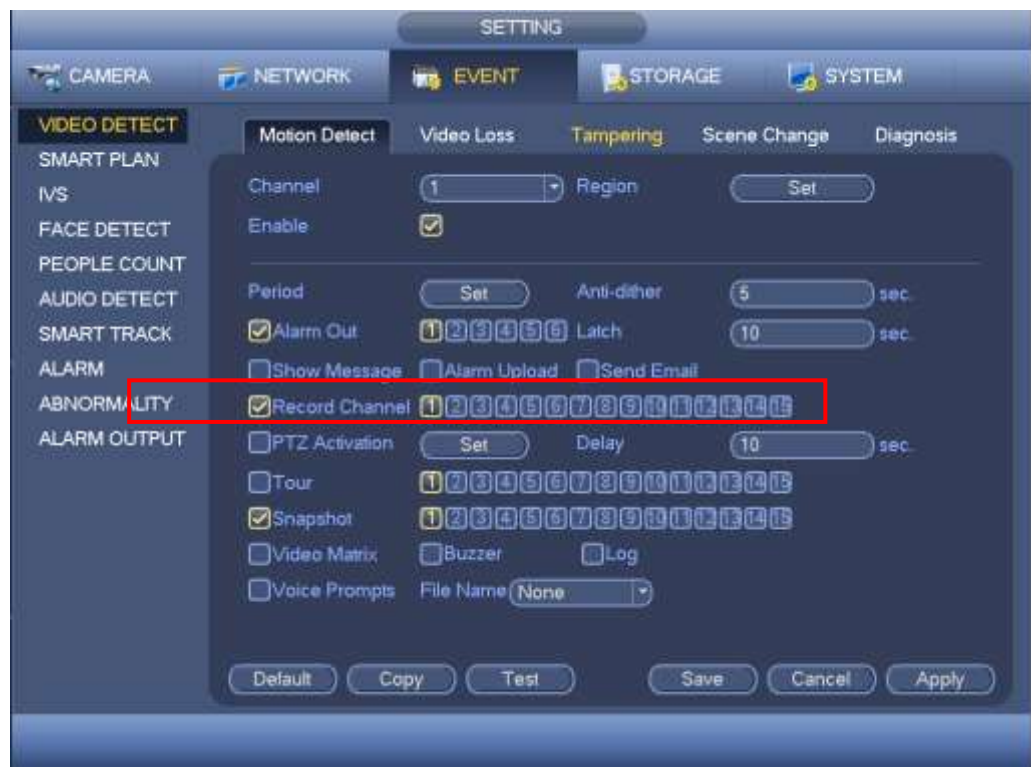 SETTING
CAMERA NETWORK EVENT STORAGE SYSTEM
VIDEO DETECT
SMART PLAN
IVS
FACE DETECT
PEOPLE COUNT
AUDIO DETECT
SMART TRACK
ALARM
ABNORMALITY
ALARM OUTPUT
Motion Detect Video Loss Tampering Scene Change Diagnosis
Channel 1 Region Set
Enable
Period Set Anti-dither 5 sec.
Alarm Out 1 2 3 4 5 6 Latch 10 sec.
Show Message Alarm Upload Send Email
Record Channel 1 2 3 4 5 6 7 8 9 10 11 12 13 14 15
PTZ Activation Set Delay 10 sec.
Tour 1 2 3 4 5 6 7 8 9 10 11 12 13 14 15
Snapshot 1 2 3 4 5 6 7 8 9 10 11 12 13 14 15
Video Matrix Buzzer Log
Voice Prompts File Name None
Default Copy Test Save Cancel Apply